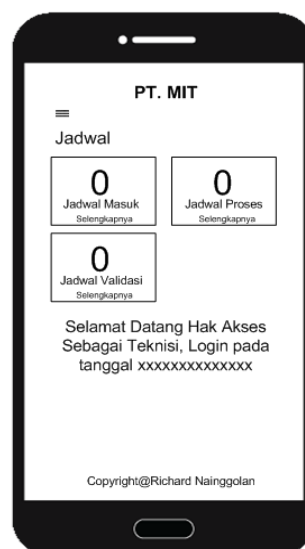 PT. MIT
Jadwal
0
Jadwal Masuk
Selengkapnya
0
Jadwal Proses
Selengkapnya
0
Jadwal Validasi
Selengkapnya
Selamat Datang Hak Akses
Sebagai Teknisi, Login pada
tanggal xxxxxxxxxxxxxx
Copyright@Richard Nainggolan